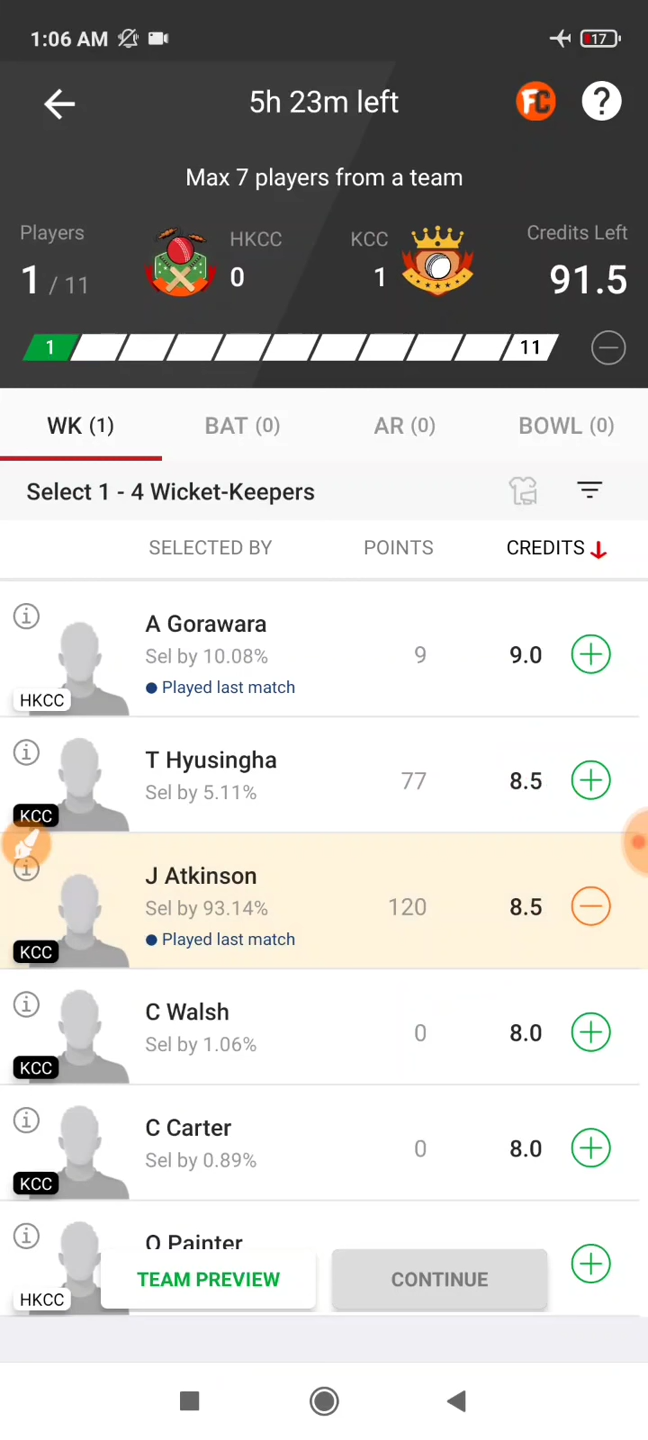 1:06 AM 17
5h 23m left FC ?
Max 7 players from a team
Players HKCC KCC Credits Left
1 / 11 0 1 91.5
1 11
WK (1) BAT (0) AR (0) BOWL (0)
Select 1 - 4 Wicket-Keepers
SELECTED BY POINTS CREDITS
A Gorawara
Sel by 10.08% 9 9.0
Played last match
HKCC
T Hyusingha
Sel by 5.11% 77 8.5
KCC
J Atkinson
Sel by 93.14% 120 8.5
Played last match
KCC
C Walsh
Sel by 1.06% 0 8.0
KCC
C Carter
Sel by 0.89% 0 8.0
KCC
O Painter
TEAM PREVIEW CONTINUE
HKCC